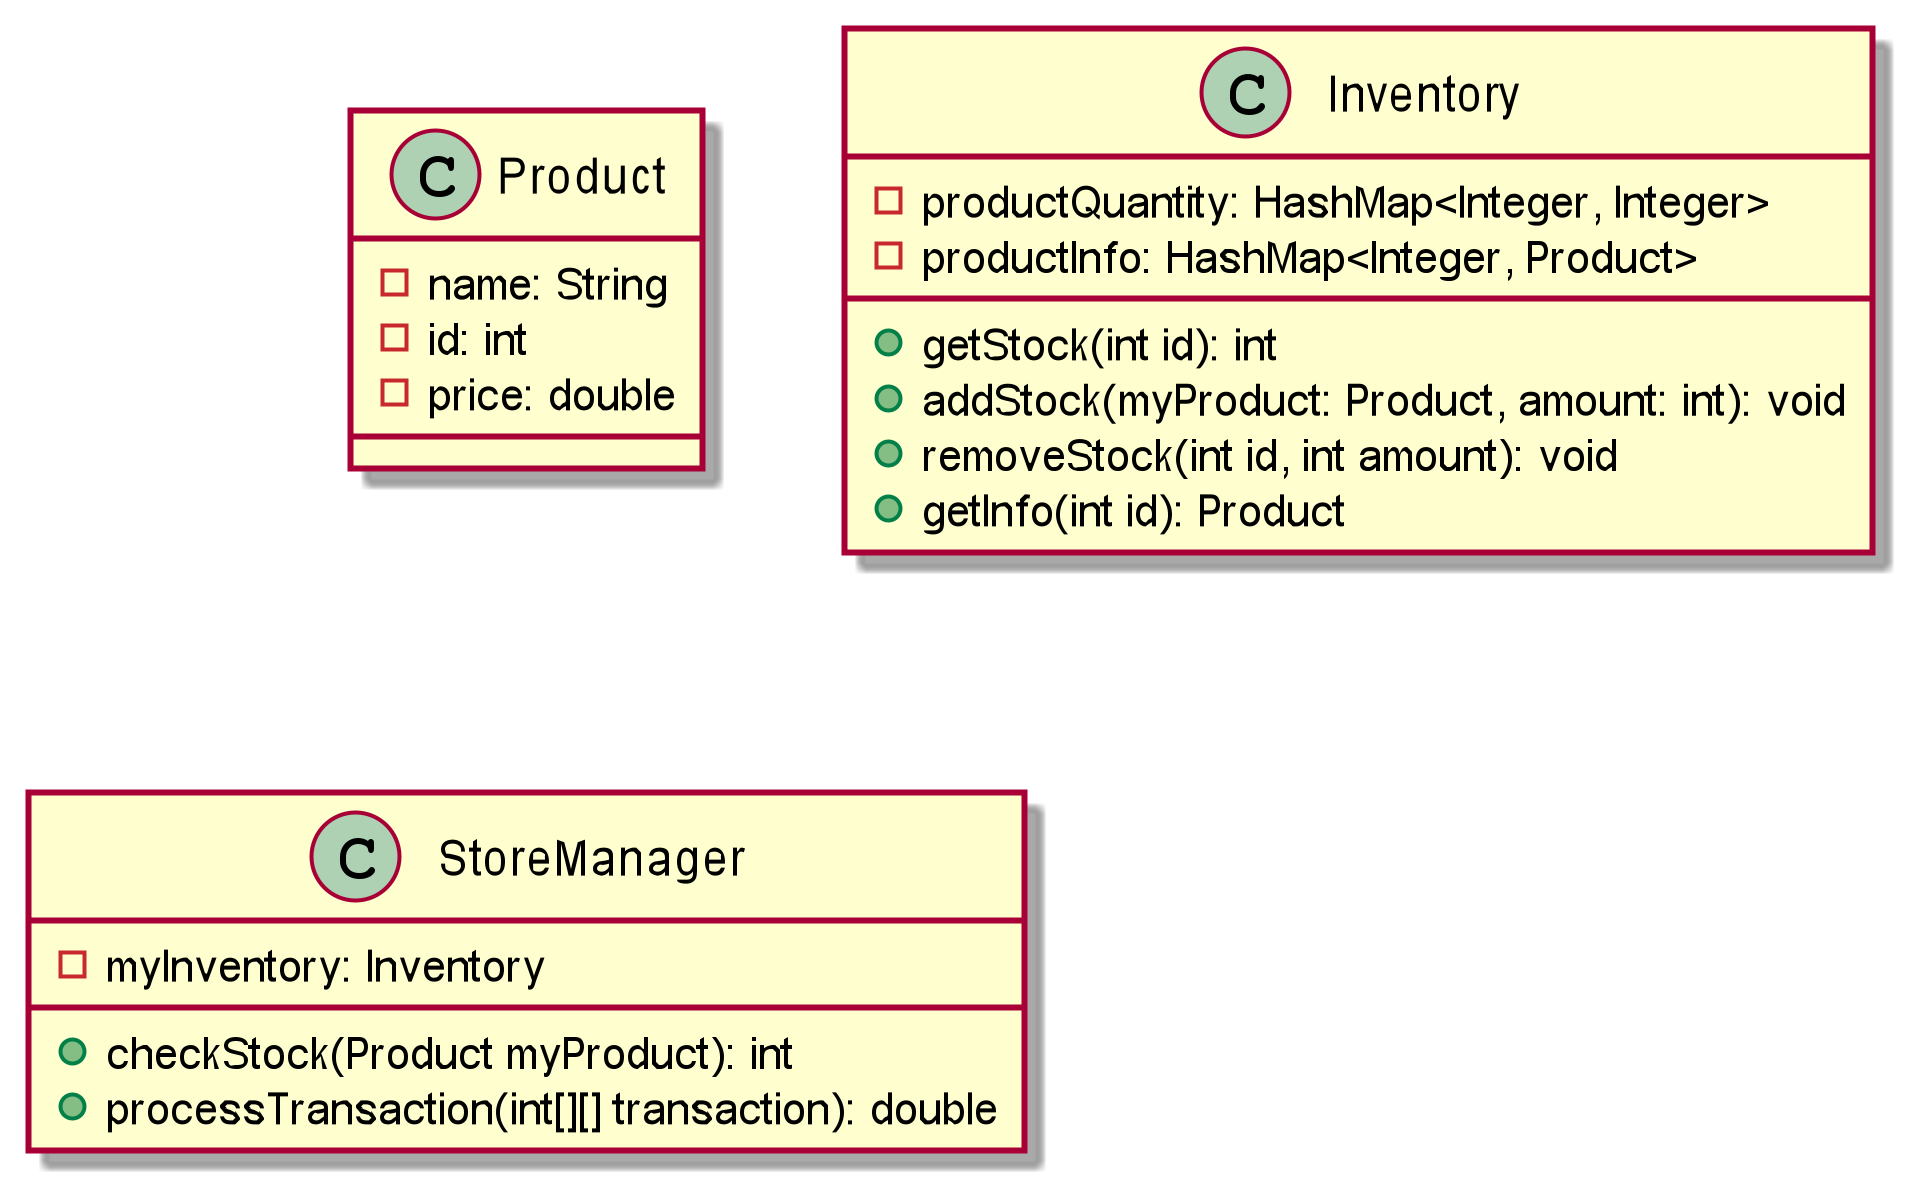 C Product
name: String
id: int
price: double
C Inventory
productQuantity: HashMap<Integer, Integer>
productInfo: HashMap<Integer, Product>
getStock(int id): int
addStock(myProduct: Product, amount: int): void
removeStock(int id, int amount): void
getInfo(int id): Product
C StoreManager
myInventory: Inventory
checkStock(Product myProduct): int
processTransaction(int[][] transaction): double